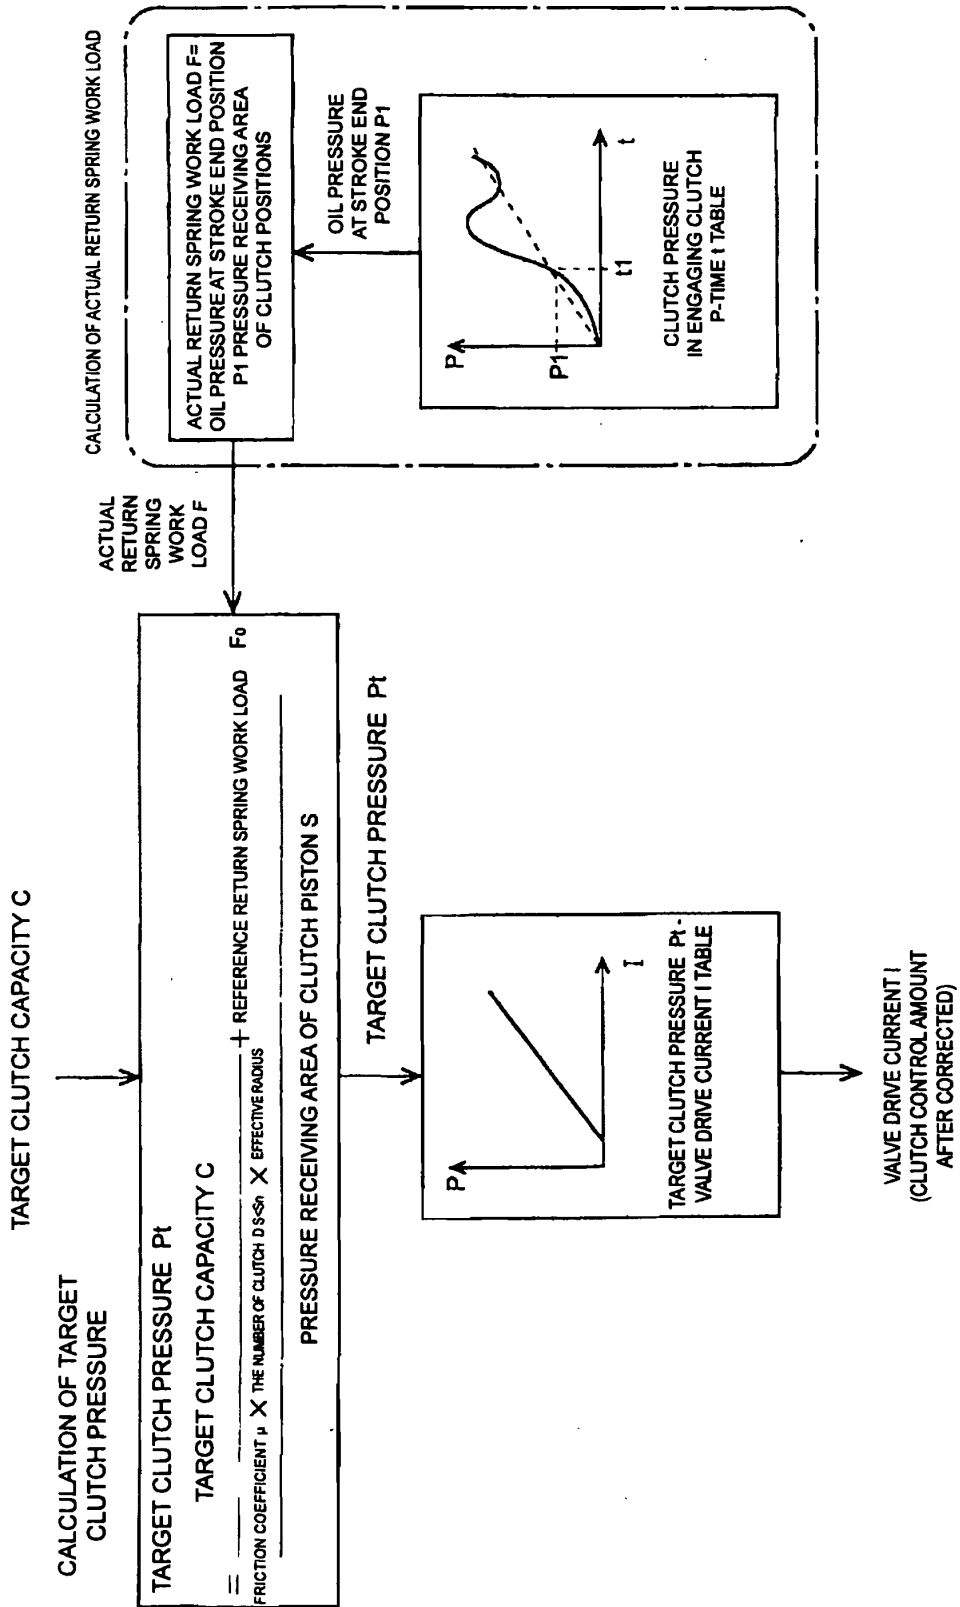 TARGET CLUTCH CAPACITY C
CALCULATION OF TARGET
CLUTCH PRESSURE
TARGET CLUTCH PRESSURE Pt
TARGET CLUTCH CAPACITY C
= + REFERENCE RETURN SPRING WORK LOAD F0
FRICTION COEFFICIENT μ X THE NUMBER OF CLUTCH D S<Sn X EFFECTIVE RADIUS
PRESSURE RECEIVING AREA OF CLUTCH PISTON S
TARGET CLUTCH PRESSURE Pt
P
I
TARGET CLUTCH PRESSURE Pt -
VALVE DRIVE CURRENT I TABLE
VALVE DRIVE CURRENT I
(CLUTCH CONTROL AMOUNT
AFTER CORRECTED)
ACTUAL
RETURN
SPRING
WORK
LOAD F
CALCULATION OF ACTUAL RETURN SPRING WORK LOAD
ACTUAL RETURN SPRING WORK LOAD F=
OIL PRESSURE AT STROKE END POSITION
P1 PRESSURE RECEIVING AREA
OF CLUTCH POSITIONS
OIL PRESSURE
AT STROKE END
POSITION P1
P
P1
t1
t
CLUTCH PRESSURE
IN ENGAGING CLUTCH
P-TIME t TABLE